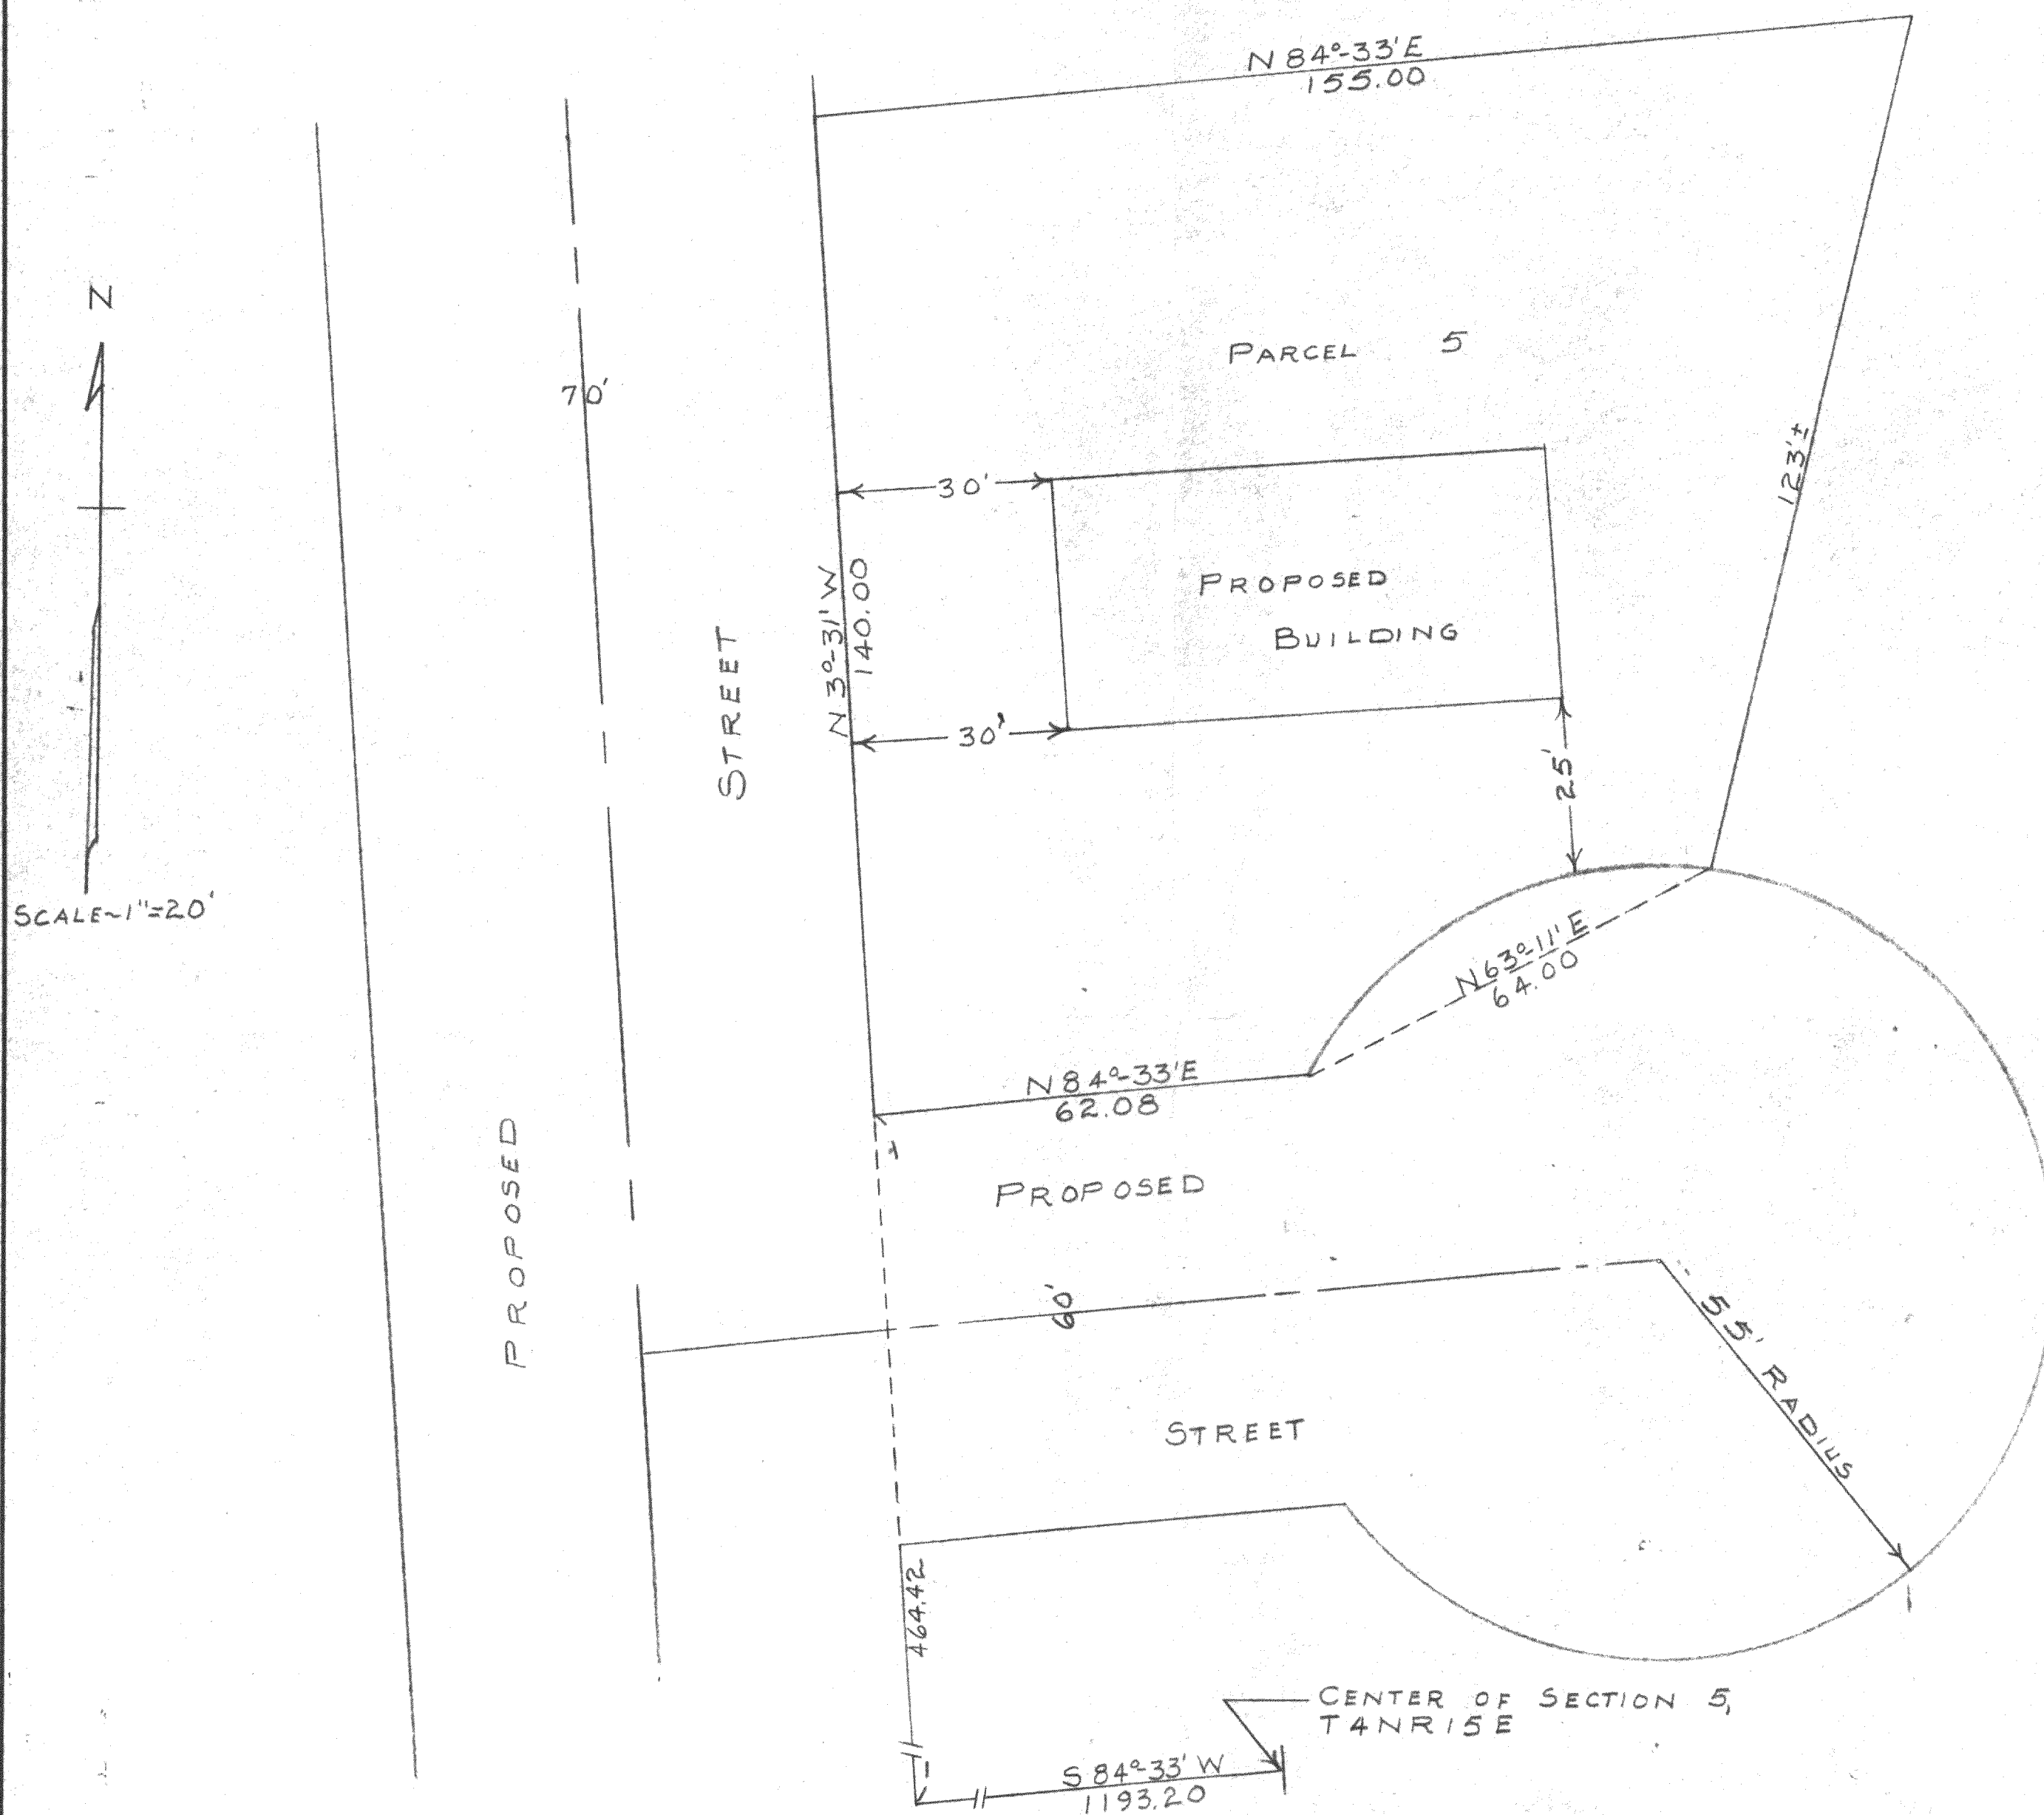 N 84°-33' E
155.00
N
70'
PARCEL 5
123'±
30'
PROPOSED
BUILDING
N 3°-31' W
140.00
STREET
30'
25'
SCALE~1"=20'
N 63°-11' E
64.00
N 84°-33' E
62.08
PROPOSED
PROPOSED
60'
55' RADIUS
STREET
464.42
CENTER OF SECTION 5,
T4NR15E
S 84°-33' W
1193.20